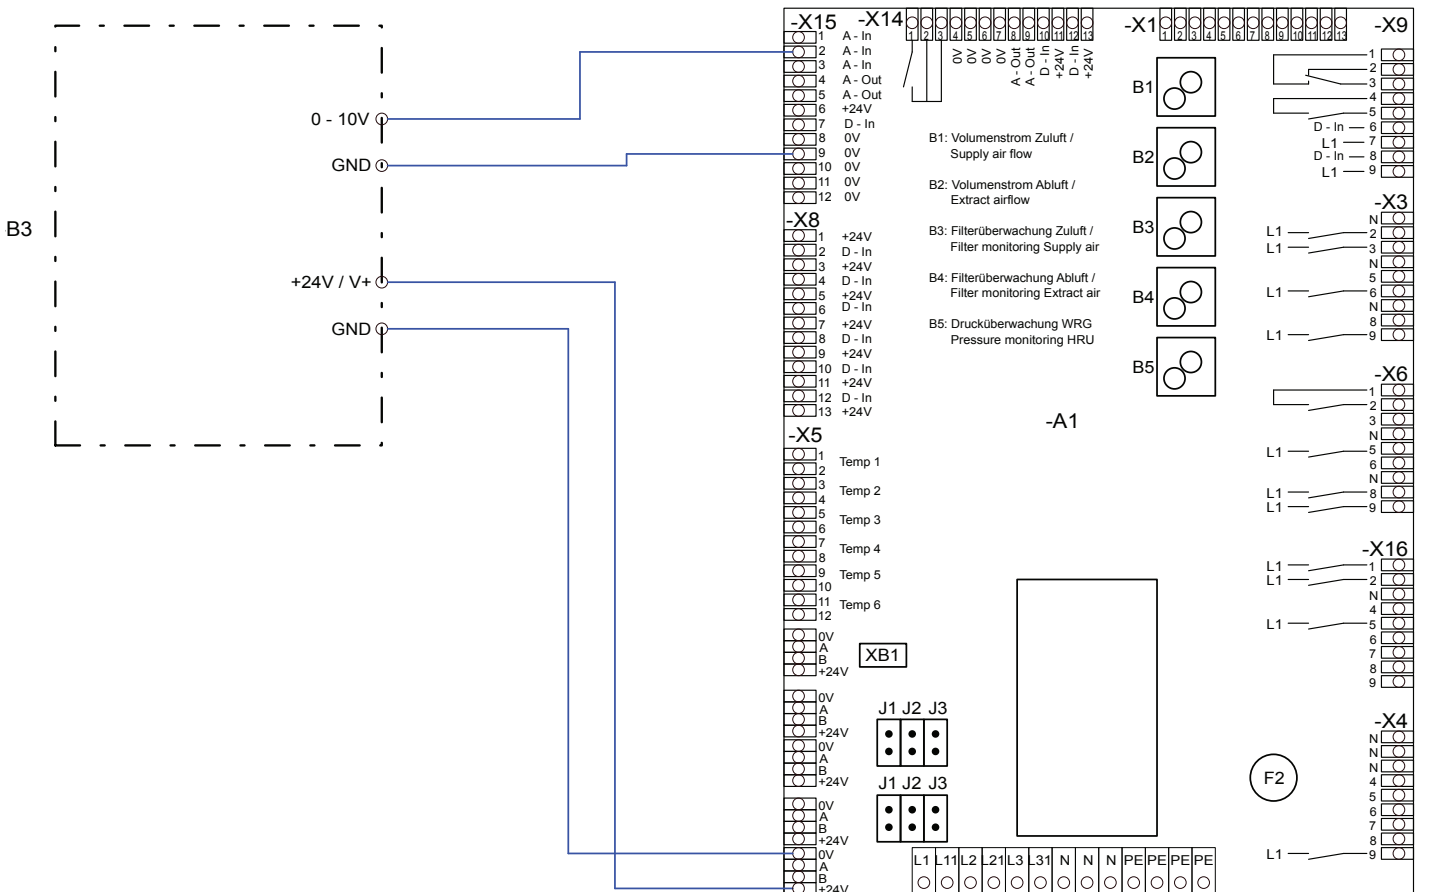 B3
0 - 10V
GND
+24V / V+
GND
-X15
1 A - In
2 A - In
3 A - In
4 A - Out
5 A - Out
6 +24V
7 D - In
8 0V
9 0V
10 0V
11 0V
12 0V
-X8
1 +24V
2 D - In
3 +24V
4 D - In
5 +24V
6 D - In
7 +24V
8 D - In
9 +24V
10 D - In
11 +24V
12 D - In
13 +24V
-X5
1
2
Temp 1
3
4
Temp 2
5
6
Temp 3
7
8
Temp 4
9
10
Temp 5
11
12
Temp 6
0V
A
B
+24V
XB1
0V
A
B
+24V
0V
A
B
+24V
J1 J2 J3
0V
A
B
+24V
0V
A
B
+24V
J1 J2 J3
-X14
1 2 3 4 5 6 7 8 9 10 11 12 13
0V
0V
0V
0V
A - Out
A - Out
D - In
+24V
D - In
+24V
B1: Volumenstrom Zuluft /
Supply air flow
B2: Volumenstrom Abluft /
Extract airflow
B3: Filterüberwachung Zuluft /
Filter monitoring Supply air
B4: Filterüberwachung Abluft /
Filter monitoring Extract air
B5: Drucküberwachung WRG
Pressure monitoring HRU
-A1
-X1
1 2 3 4 5 6 7 8 9 10 11 12 13
B1
B2
B3
B4
B5
-X9
1
2
3
4
5
D - In 6
L1 7
D - In 8
L1 9
-X3
N
L1 2
L1 3
N
5
L1 6
N
8
L1 9
-X6
1
2
3
N
L1 5
6
N
L1 8
L1 9
-X16
L1 1
L1 2
N
4
L1 5
6
7
8
9
-X4
N
N
N
4
5
6
7
8
L1 9
F2
L1 L11 L2 L21 L3 L31 N N N PE PE PE PE